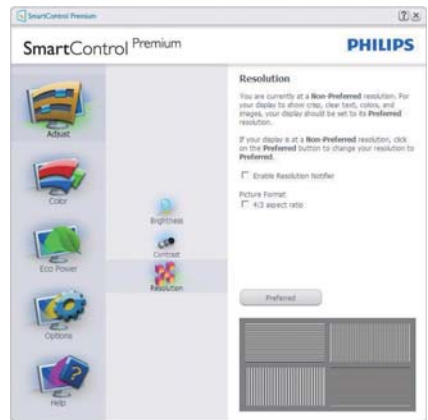 SmartControl Premium
SmartControl Premium
PHILIPS
Adjust
Color
Eco Power
Options
Help
Brightness
Contrast
Resolution
Resolution
You are currently at a Non-Preferred resolution. For
your display to show crisp, clear text, colors, and
images, your display should be set to its Preferred
resolution.
If your display is at a Non-Preferred resolution, click
on the Preferred button to change your resolution to
Preferred.
Enable Resolution Notifier
Picture Format
4:3 aspect ratio
Preferred